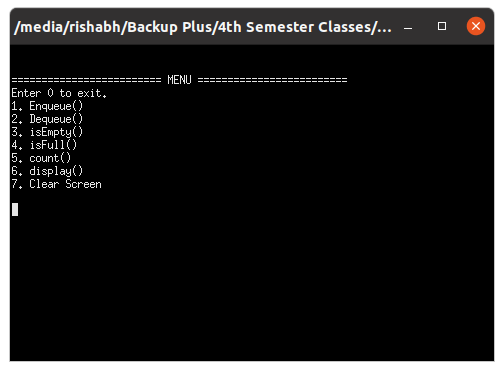 /media/rishabh/Backup Plus/4th Semester Classes/...
========================= MENU =========================
Enter 0 to exit.
1. Enqueue()
2. Dequeue()
3. isEmpty()
4. isFull()
5. count()
6. display()
7. Clear Screen